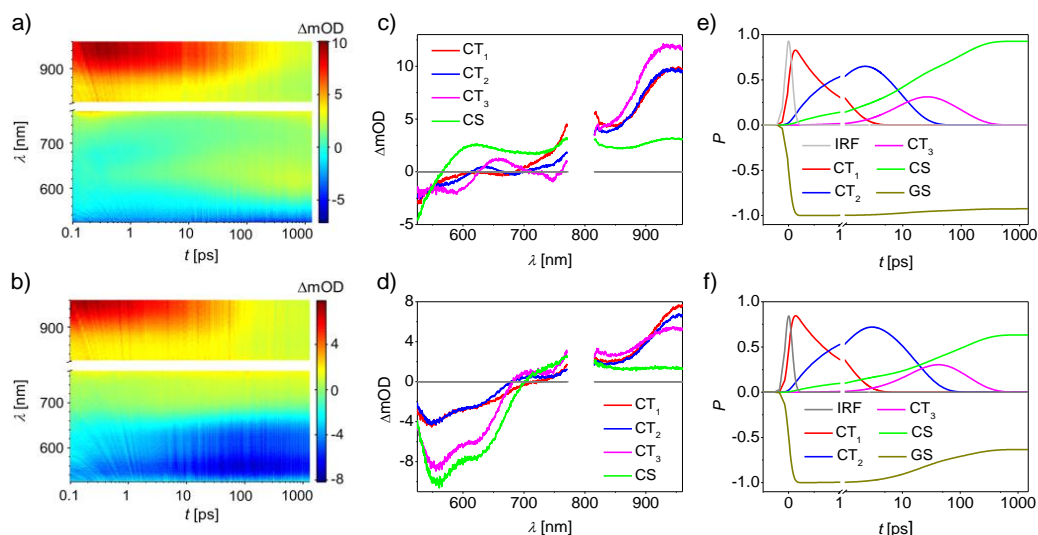 a)
ΔmOD
900
700
600
0.1
1
10
100
1000
λ [nm]
t [ps]
10
5
0
-5
b)
ΔmOD
900
700
600
0.1
1
10
100
1000
λ [nm]
t [ps]
4
0
-4
-8
c)
10
5
0
-5
ΔmOD
CT1
CT2
CT3
CS
600
700
800
900
λ [nm]
d)
8
4
0
-4
-8
ΔmOD
CT1
CT2
CT3
CS
600
700
800
900
λ [nm]
e)
1.0
0.5
0.0
-0.5
-1.0
P
IRF CT3
CT1 CS
CT2 GS
0
1
10
100
1000
t [ps]
f)
1.0
0.5
0.0
-0.5
-1.0
P
IRF CT3
CT1 CS
CT2 GS
0
1
10
100
1000
t [ps]